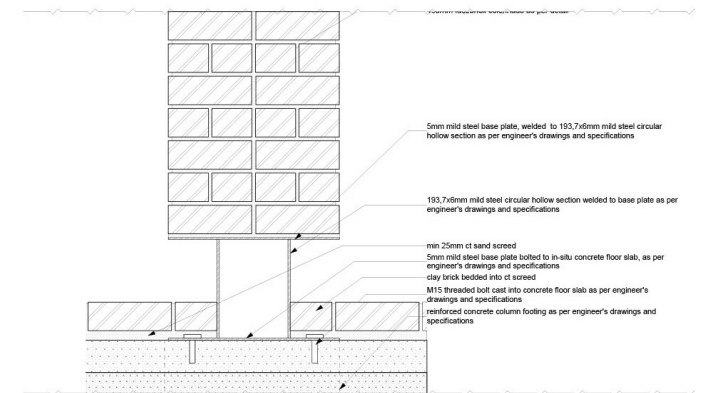 5mm mild steel base plate, welded to 193,7x6mm mild steel circular
hollow section as per engineer's drawings and specifications
193,7x6mm mild steel circular hollow section welded to base plate as per
engineer's drawings and specifications
min 25mm ct sand screed
5mm mild steel base plate bolted to in-situ concrete floor slab, as per
engineer's drawings and specifications
clay brick bedded into ct screed
M15 threaded bolt cast into concrete floor slab as per engineer's
drawings and specifications
reinforced concrete column footing as per engineer's drawings and
specifications